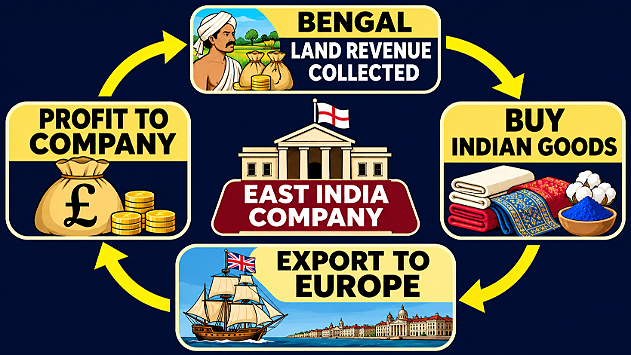 BENGAL
LAND REVENUE
COLLECTED
PROFIT TO
COMPANY
£
EAST INDIA
COMPANY
BUY
INDIAN GOODS
EXPORT TO
EUROPE